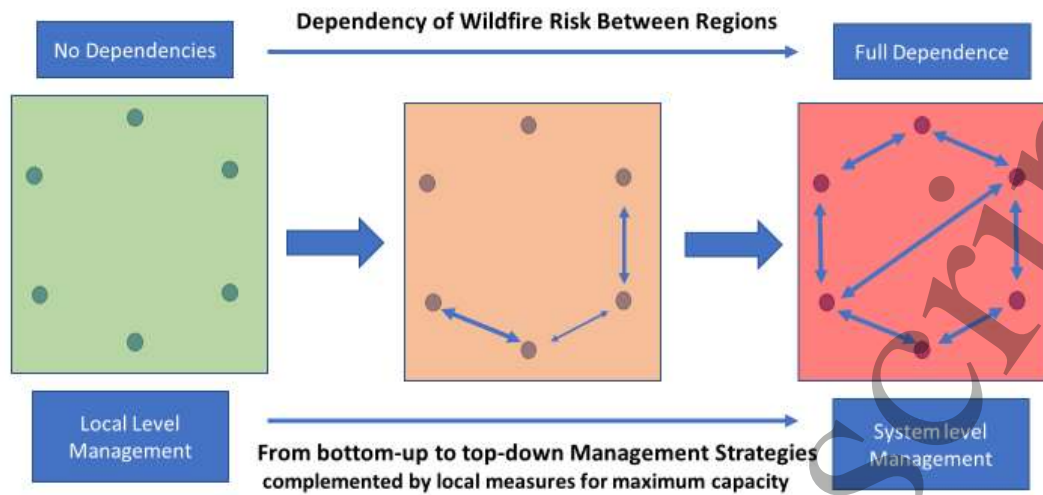 Dependency of Wildfire Risk Between Regions
No Dependencies
Full Dependence
Local Level
Management
System level
Management
From bottom-up to top-down Management Strategies
complemented by local measures for maximum capacity
scri